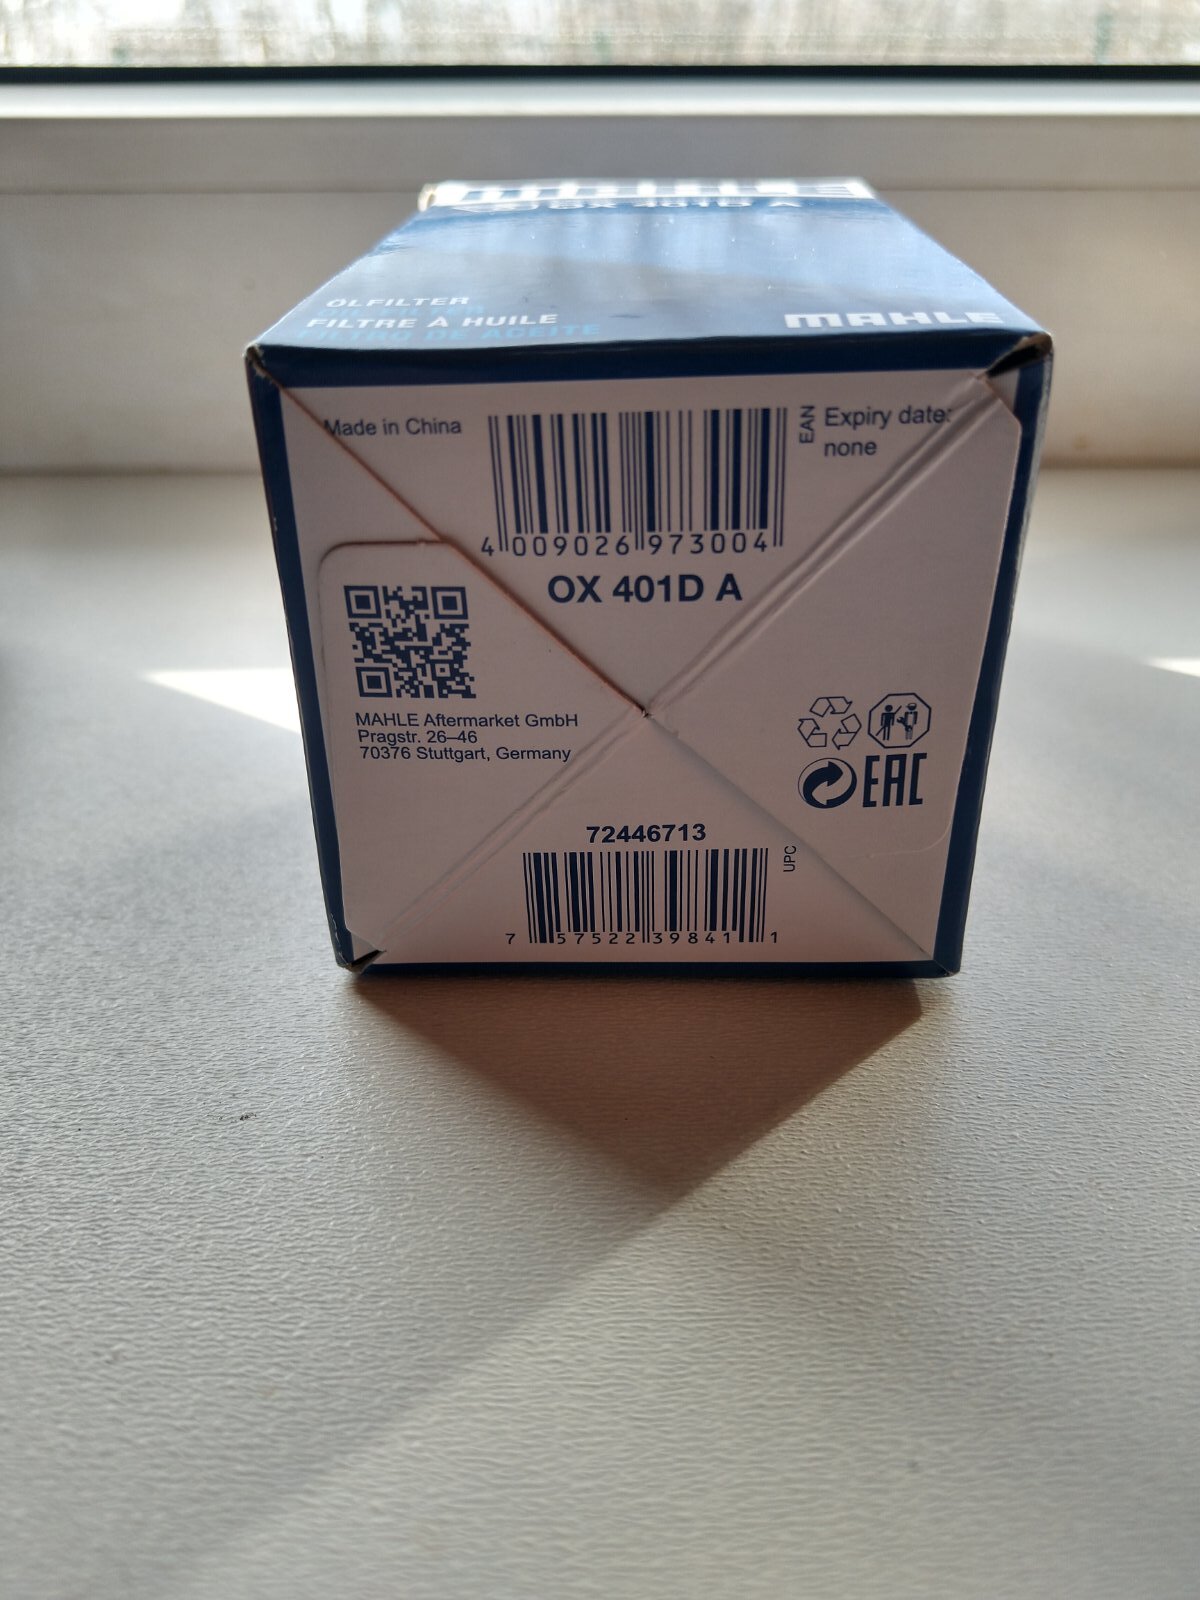 OX 401D A
ÖLFILTER
FILTRE À HUILE
FILTRO DE ACEITE
MAHLE
Made in China
EAN
Expiry date:
none
4 009026 973004
OX 401D A
MAHLE Aftermarket GmbH
Pragstr. 26–46
70376 Stuttgart, Germany
EAC
72446713
UPC
7 57522 39841 1